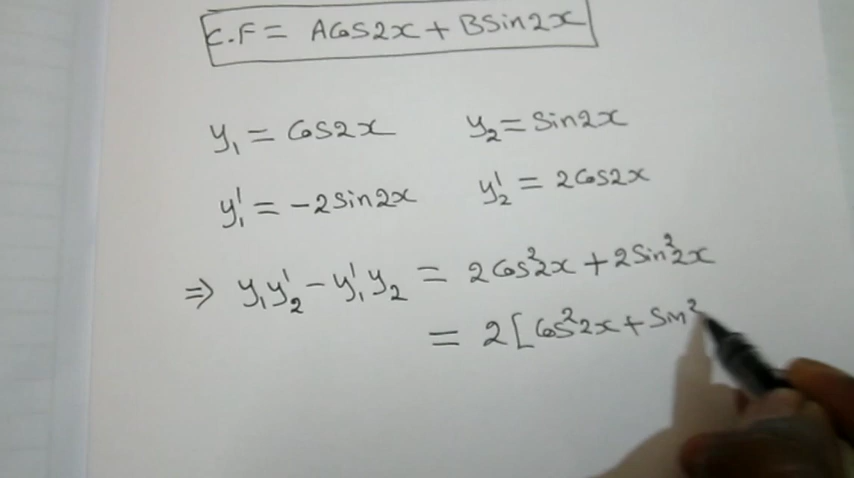 C.F = ACos2x + BSin2x
y₁ = Cos2x y₂ = Sin2x
y₁' = -2Sin2x y₂' = 2Cos2x
⇒ y₁y₂' - y₁'y₂ = 2Cos²2x + 2Sin²2x
= 2[Cos²2x + Sin²